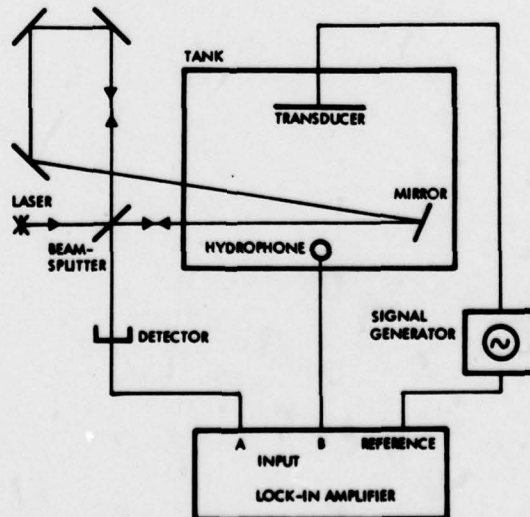 TANK
TRANSDUCER
MIRROR
LASER
BEAM-
SPLITTER
HYDROPHONE
DETECTOR
SIGNAL
GENERATOR
A
B
REFERENCE
INPUT
LOCK-IN AMPLIFIER